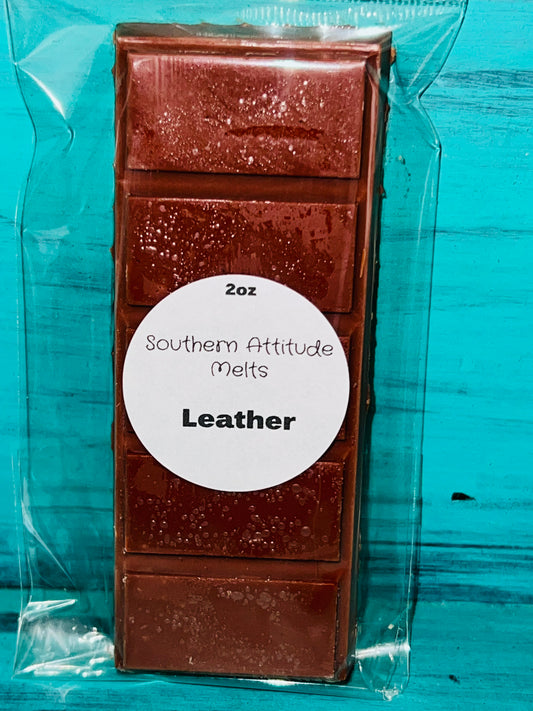 2oz
Southern Attitude
Melts
Leather